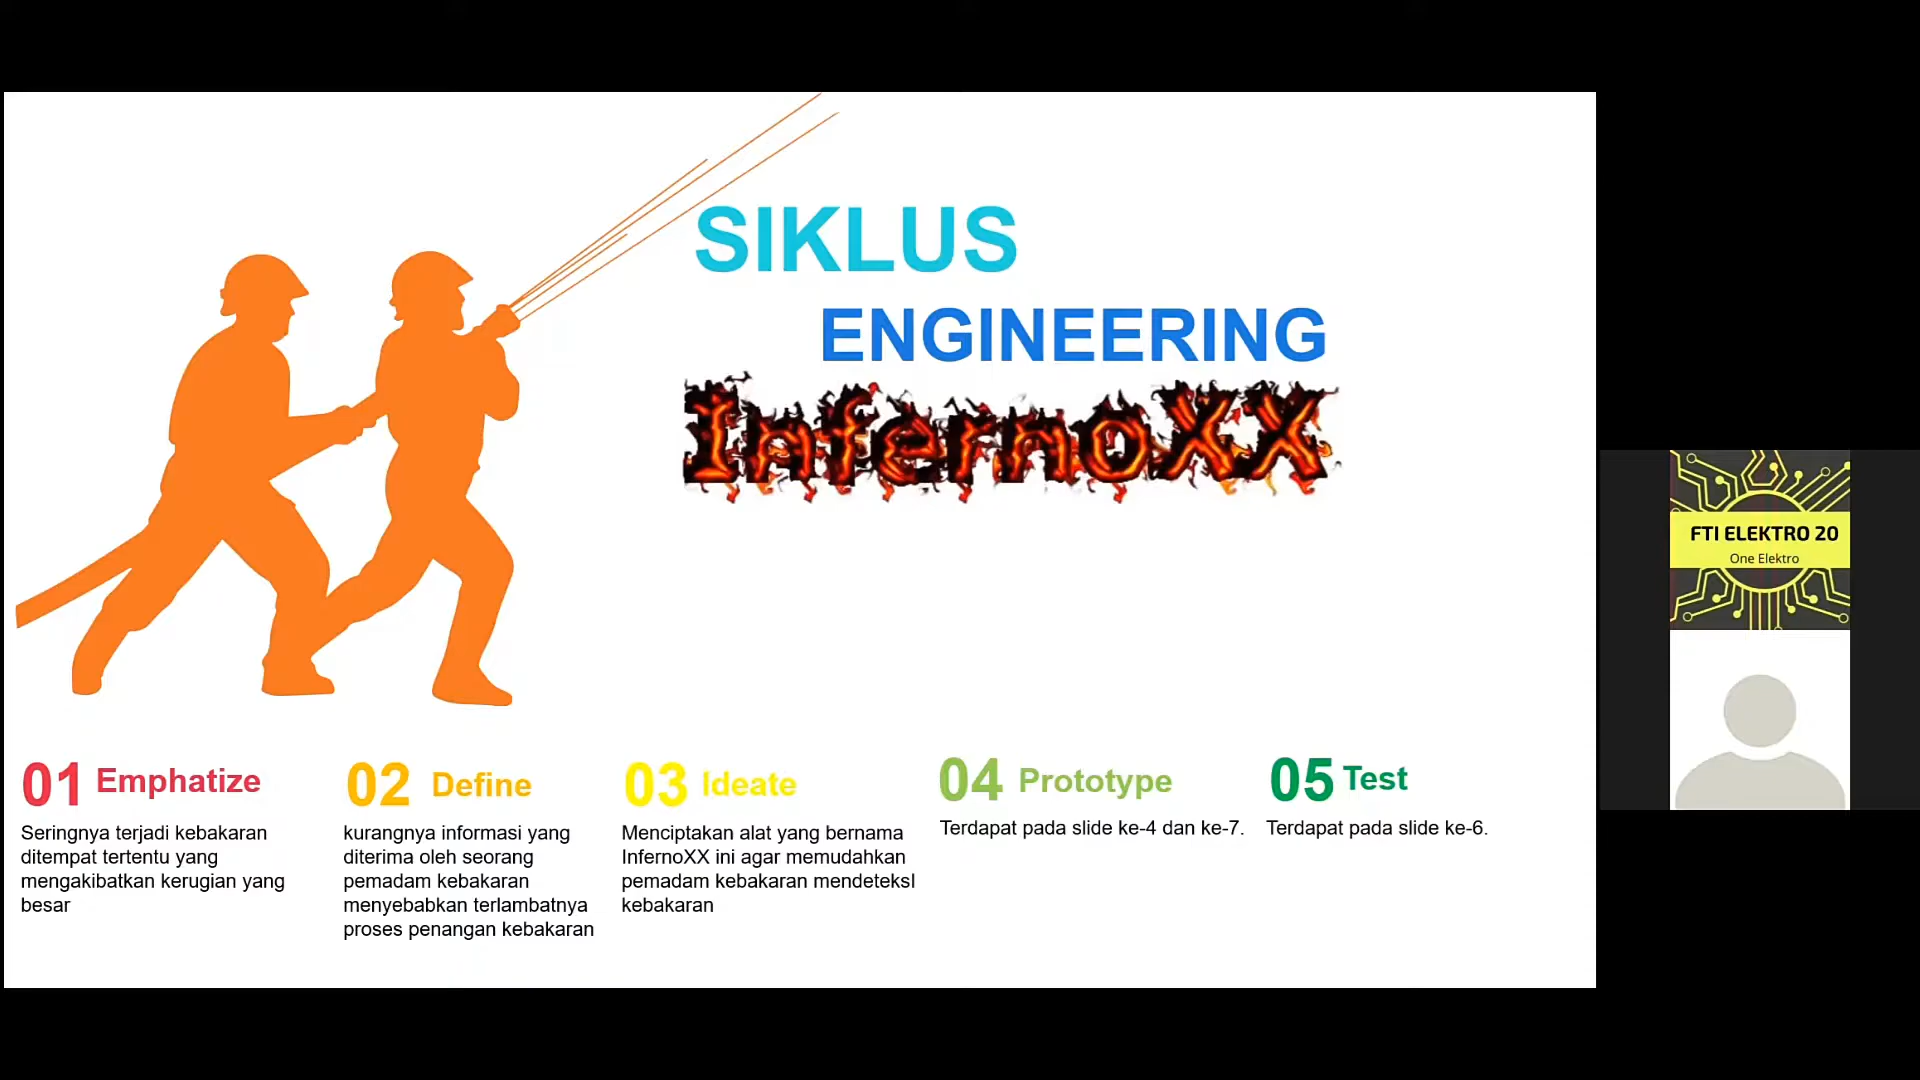 SIKLUS
ENGINEERING
InfernoXX
01 Emphatize
Seringnya terjadi kebakaran
ditempat tertentu yang
mengakibatkan kerugian yang
besar
02 Define
kurangnya informasi yang
diterima oleh seorang
pemadam kebakaran
menyebabkan terlambatnya
proses penangan kebakaran
03 Ideate
Menciptakan alat yang bernama
InfernoXX ini agar memudahkan
pemadam kebakaran mendeteksI
kebakaran
04 Prototype
Terdapat pada slide ke-4 dan ke-7.
05 Test
Terdapat pada slide ke-6.
FTI ELEKTRO 20
One Elektro